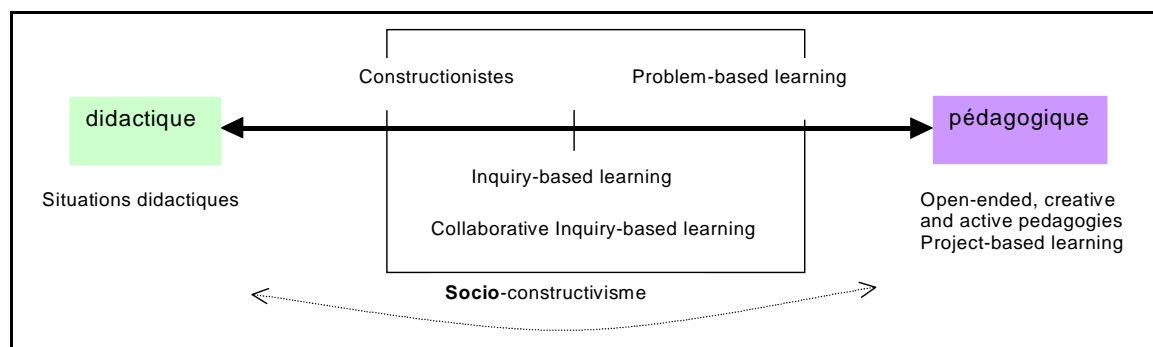 Constructionistes
Problem-based learning
didactique
pédagogique
Situations didactiques
Inquiry-based learning
Collaborative Inquiry-based learning
Open-ended, creative
and active pedagogies
Project-based learning
Socio-constructivisme